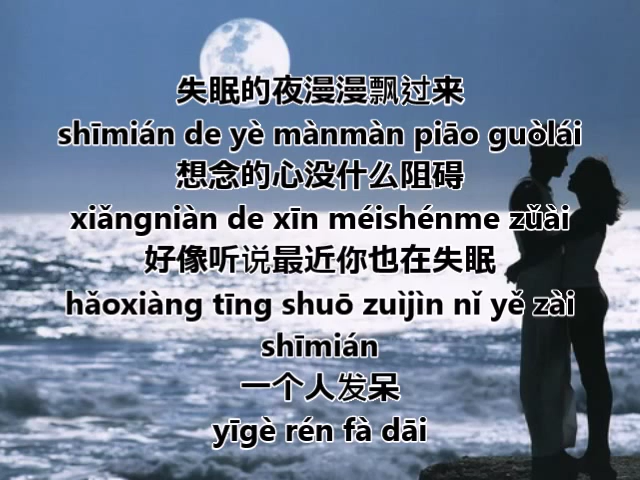 失眠的夜漫漫飘过来
shīmián de yè mànmàn piāo guòlái
想念的心没什么阻碍
xiǎngniàn de xīn méishénme zǔài
好像听说最近你也在失眠
hǎoxiàng tīng shuō zuìjìn nǐ yě zài
shīmián
一个人发呆
yīgè rén fà dāi